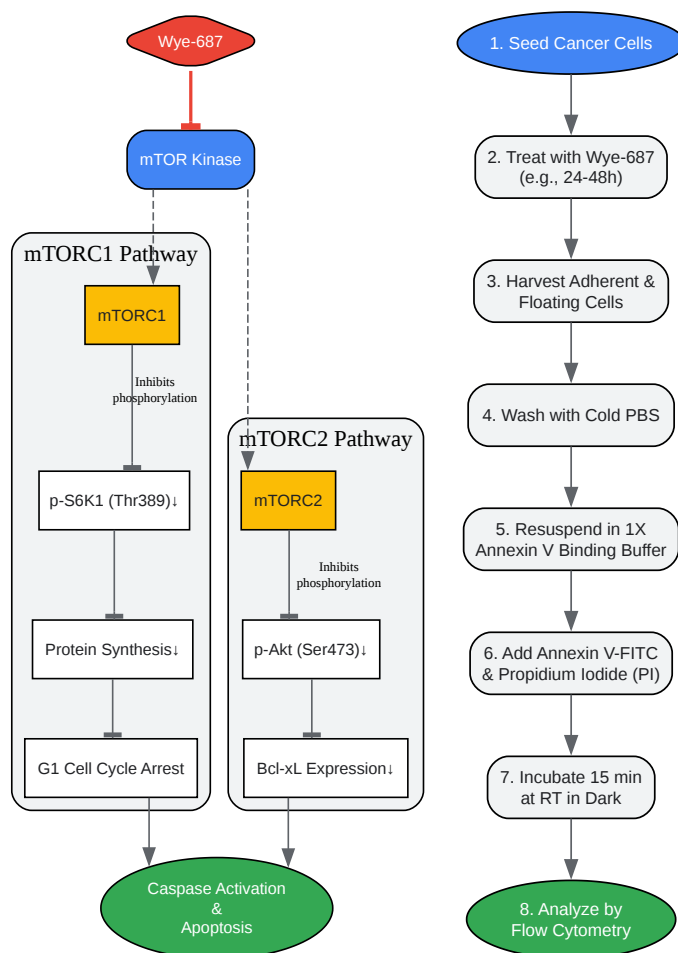 Wye-687
mTOR Kinase
mTORC1 Pathway
mTORC1
Inhibits
phosphorylation
p-S6K1 (Thr389)↓
Protein Synthesis↓
G1 Cell Cycle Arrest
mTORC2 Pathway
mTORC2
Inhibits
phosphorylation
p-Akt (Ser473)↓
Bcl-xL Expression↓
Caspase Activation
&
Apoptosis
1. Seed Cancer Cells
2. Treat with Wye-687
(e.g., 24-48h)
3. Harvest Adherent &
Floating Cells
4. Wash with Cold PBS
5. Resuspend in 1X
Annexin V Binding Buffer
6. Add Annexin V-FITC
& Propidium Iodide (PI)
7. Incubate 15 min
at RT in Dark
8. Analyze by
Flow Cytometry